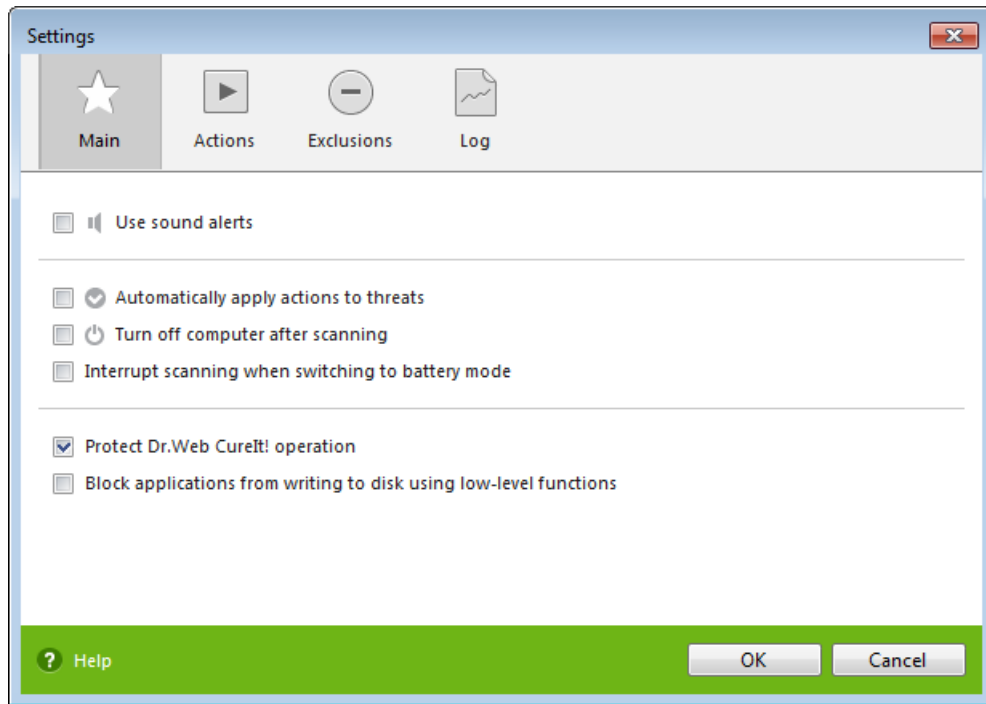 Settings
Main Actions Exclusions Log
Use sound alerts
Automatically apply actions to threats
Turn off computer after scanning
Interrupt scanning when switching to battery mode
Protect Dr.Web CureIt! operation
Block applications from writing to disk using low-level functions
? Help OK Cancel